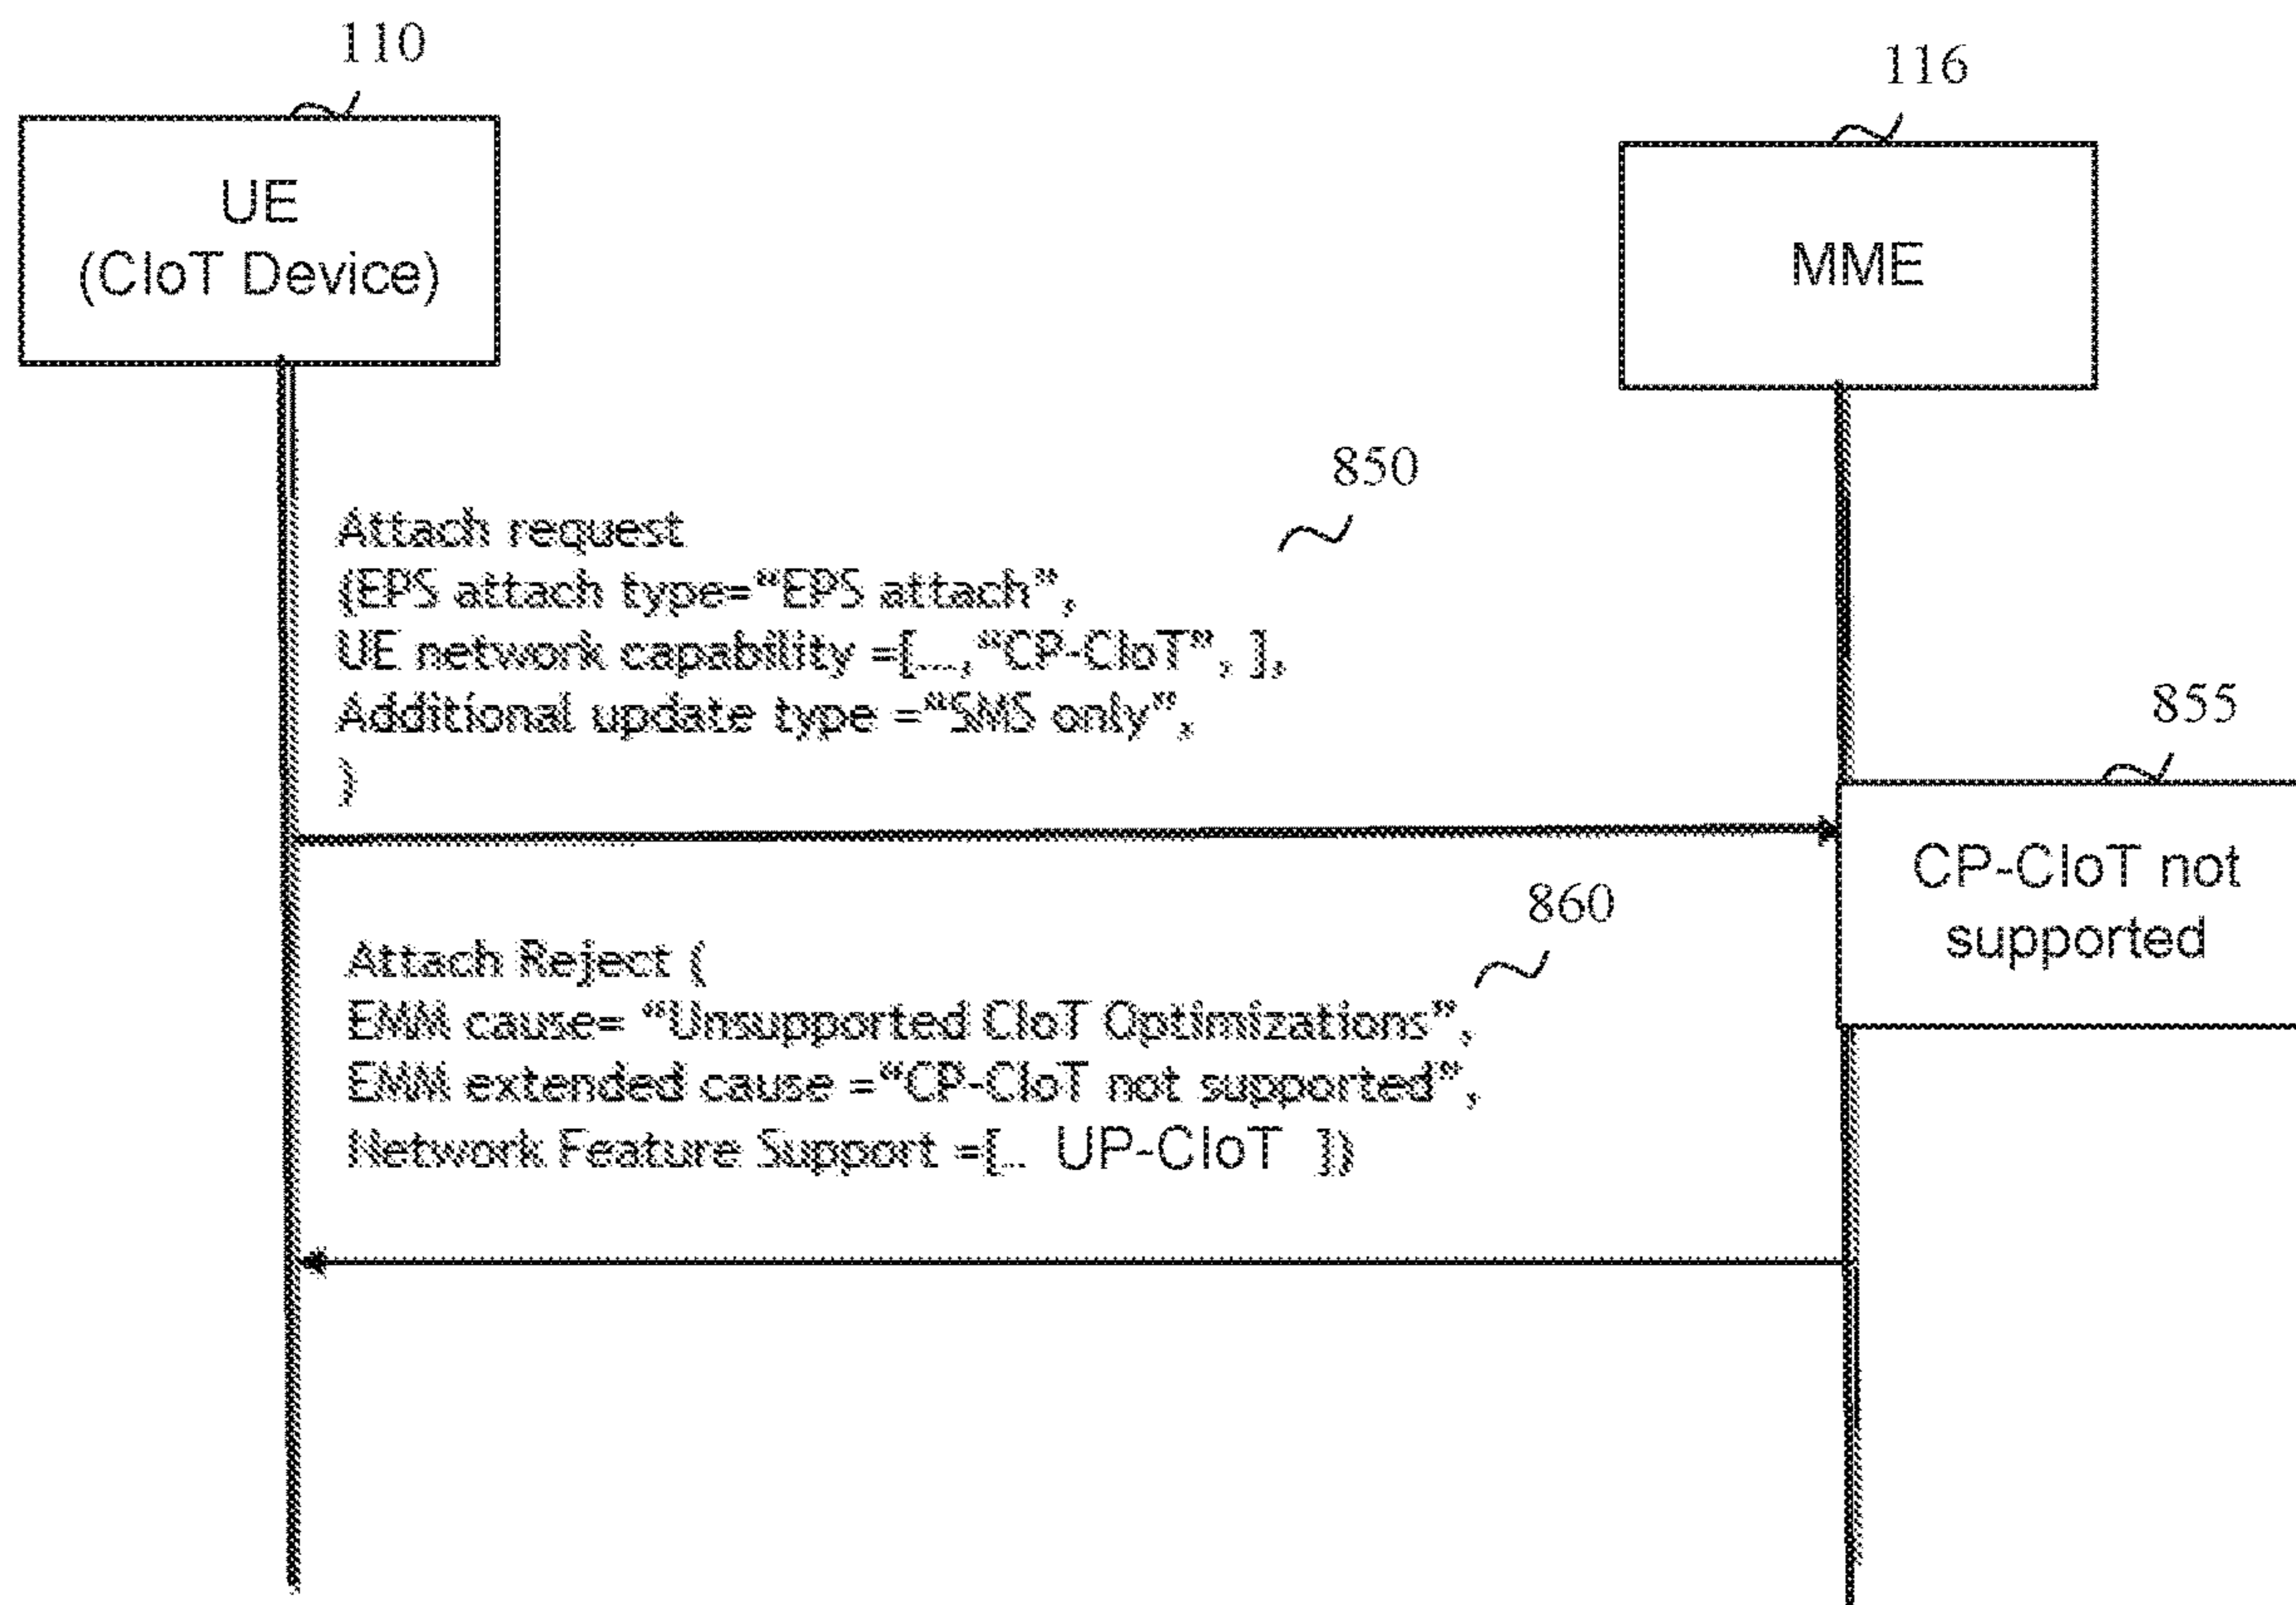 110
116
UE
(CIoT Device)
MME
850
Attach request
(EPS attach type="EPS attach",
UE network capability =[...,"CP-CIoT", ],
Additional update type ="SMS only",
)
855
CP-CIoT not
supported
860
Attach Reject (
EMM cause= "Unsupported CIoT Optimizations",
EMM extended cause ="CP-CIoT not supported",
Network Feature Support =[... UP-CIoT ])